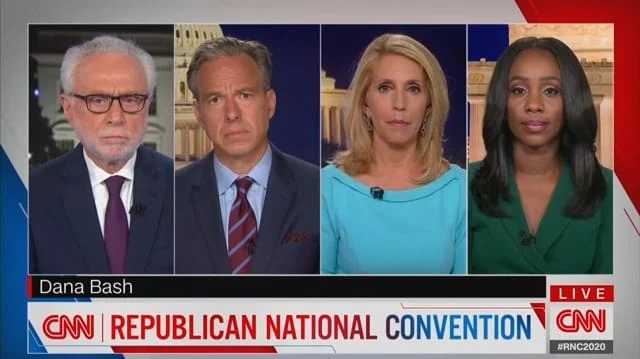 Dana Bash
LIVE
CNN | REPUBLICAN NATIONAL CONVENTION
CNN
#RNC2020